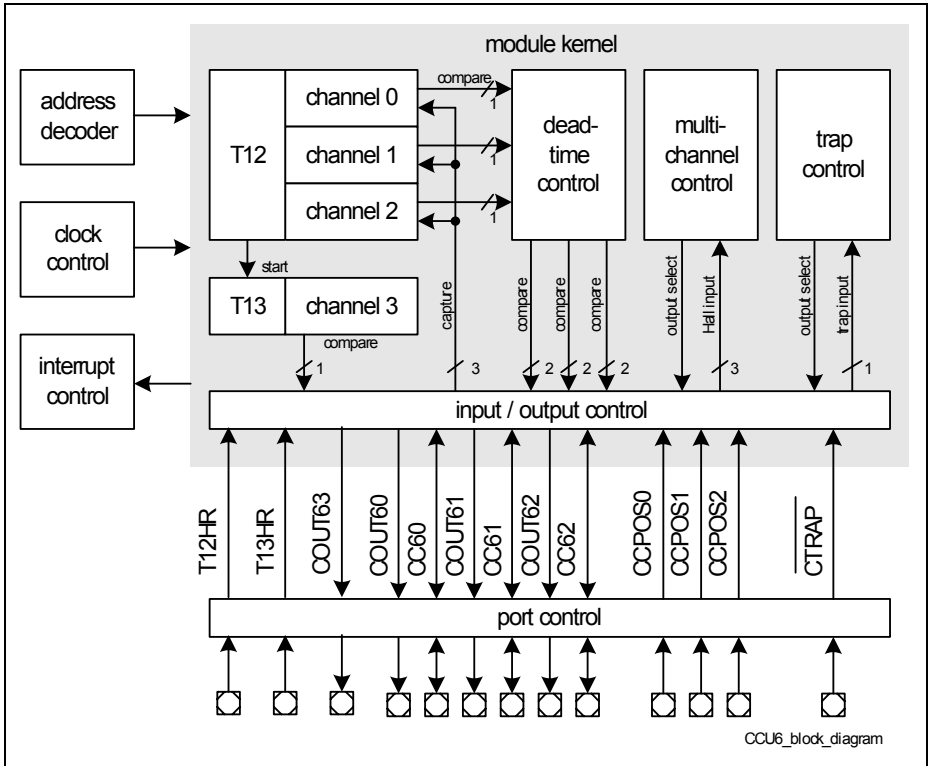 module kernel
address
decoder
clock
control
interrupt
control
T12
channel 0
channel 1
channel 2
compare
1
1
1
dead-
time
control
multi-
channel
control
trap
control
start
T13
channel 3
compare
1
capture
3
compare
2
compare
2
compare
2
output select
Hall input
3
output select
trap input
1
input / output control
T12HR
T13HR
COUT63
COUT60
CC60
COUT61
CC61
COUT62
CC62
CCPOS0
CCPOS1
CCPOS2
CTRAP
port control
CCU6_block_diagram